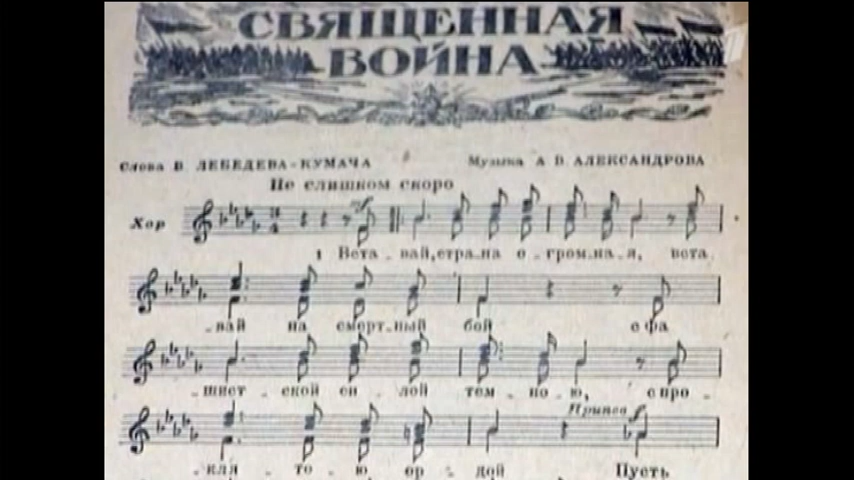 СВЯЩЕННАЯ
ВОЙНА
Слова В. ЛЕБЕДЕВА-КУМАЧА
Музыка А В АЛЕКСАНДРОВА
Не слишком скоро
Хор
1 Вста - вай, стра - на о - гром - на - я, вста
- вай на смерт - ный бой с фа
- шист - ской си - лой тем - но - ю, с про -
Припев
- кля - то - ю ор - дой Пусть